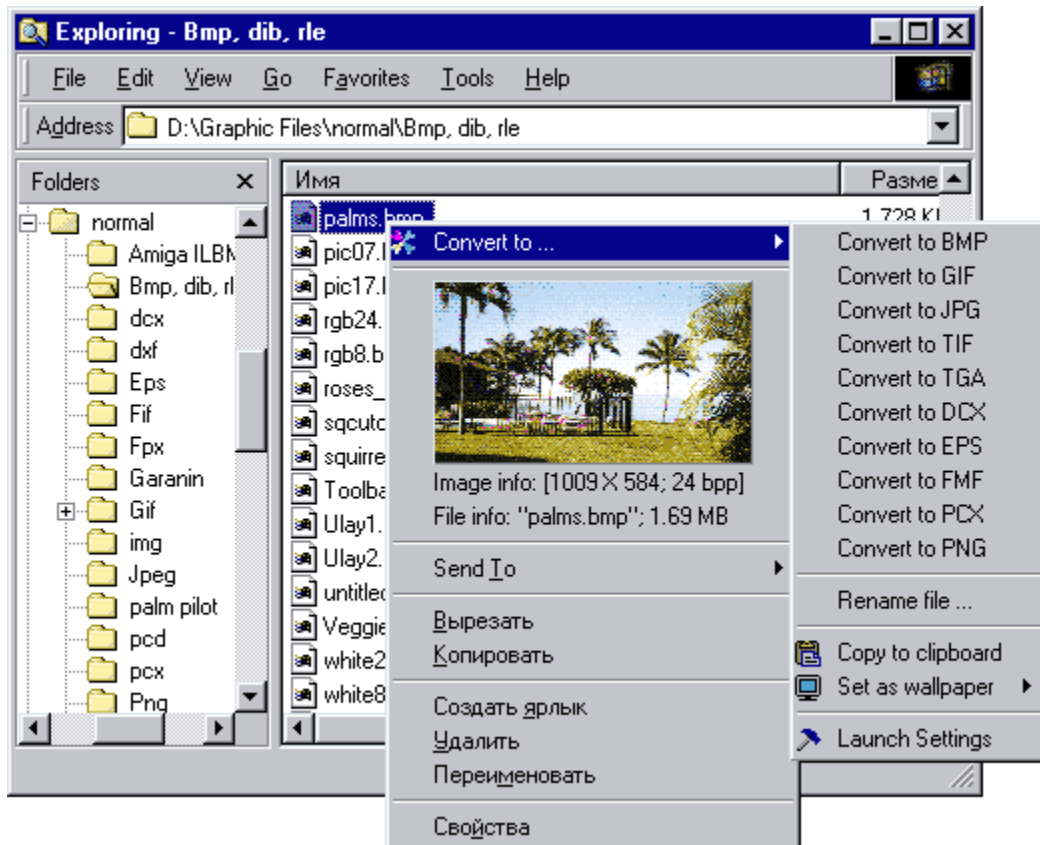 Exploring - Bmp, dib, rle
File Edit View Go Favorites Tools Help
Address D:\Graphic Files\normal\Bmp, dib, rle
Folders
normal
Amiga ILBM
Bmp, dib, rl
dcx
dxf
Eps
Fif
Fpx
Garanin
Gif
img
Jpeg
palm pilot
pcd
pcx
Png
Имя Разме
palms.bmp 1 728 КБ
pic07.
pic17.
rgb24.
rgb8.b
roses_
sqcutc
squirre
Toolba
Ulay1.
Ulay2.
untitled
Veggie
white2
white8
Convert to ...
Image info: [1009 X 584; 24 bpp]
File info: "palms.bmp"; 1.69 MB
Send To
Вырезать
Копировать
Создать ярлык
Удалить
Переименовать
Свойства
Convert to BMP
Convert to GIF
Convert to JPG
Convert to TIF
Convert to TGA
Convert to DCX
Convert to EPS
Convert to FMF
Convert to PCX
Convert to PNG
Rename file ...
Copy to clipboard
Set as wallpaper
Launch Settings